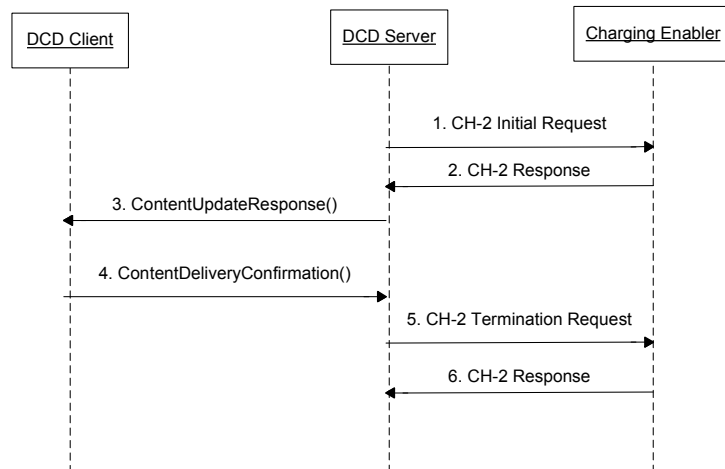 DCD Client
DCD Server
Charging Enabler
1. CH-2 Initial Request
2. CH-2 Response
3. ContentUpdateResponse()
4. ContentDeliveryConfirmation()
5. CH-2 Termination Request
6. CH-2 Response